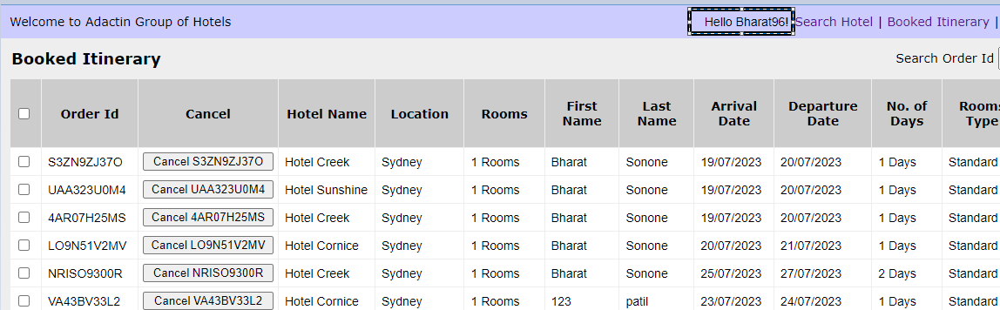 Welcome to Adactin Group of Hotels Hello Bharat96! Search Hotel | Booked Itinerary |
Booked Itinerary Search Order Id
Order Id Cancel Hotel Name Location Rooms First Name Last Name Arrival Date Departure Date No. of Days Rooms Type
S3ZN9ZJ37O Cancel S3ZN9ZJ37O Hotel Creek Sydney 1 Rooms Bharat Sonone 19/07/2023 20/07/2023 1 Days Standard
UAA323U0M4 Cancel UAA323U0M4 Hotel Sunshine Sydney 1 Rooms Bharat Sonone 19/07/2023 20/07/2023 1 Days Standard
4AR07H25MS Cancel 4AR07H25MS Hotel Creek Sydney 1 Rooms Bharat Sonone 19/07/2023 20/07/2023 1 Days Standard
LO9N51V2MV Cancel LO9N51V2MV Hotel Cornice Sydney 1 Rooms Bharat Sonone 20/07/2023 21/07/2023 1 Days Standard
NRISO9300R Cancel NRISO9300R Hotel Creek Sydney 1 Rooms Bharat Sonone 25/07/2023 27/07/2023 2 Days Standard
VA43BV33L2 Cancel VA43BV33L2 Hotel Cornice Sydney 1 Rooms 123 patil 23/07/2023 24/07/2023 1 Days Standard